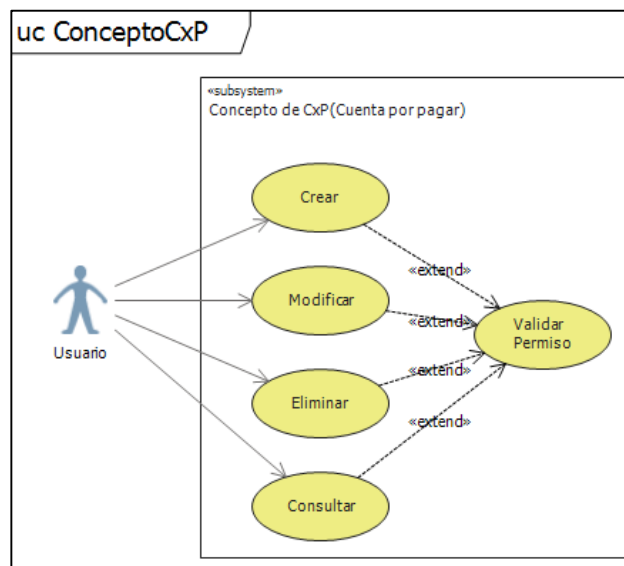 uc ConceptoCxP
«subsystem»
Concepto de CxP(Cuenta por pagar)
Crear
«extend»
Modificar
«extend»
Validar
Permiso
Usuario
Eliminar
«extend»
«extend»
Consultar